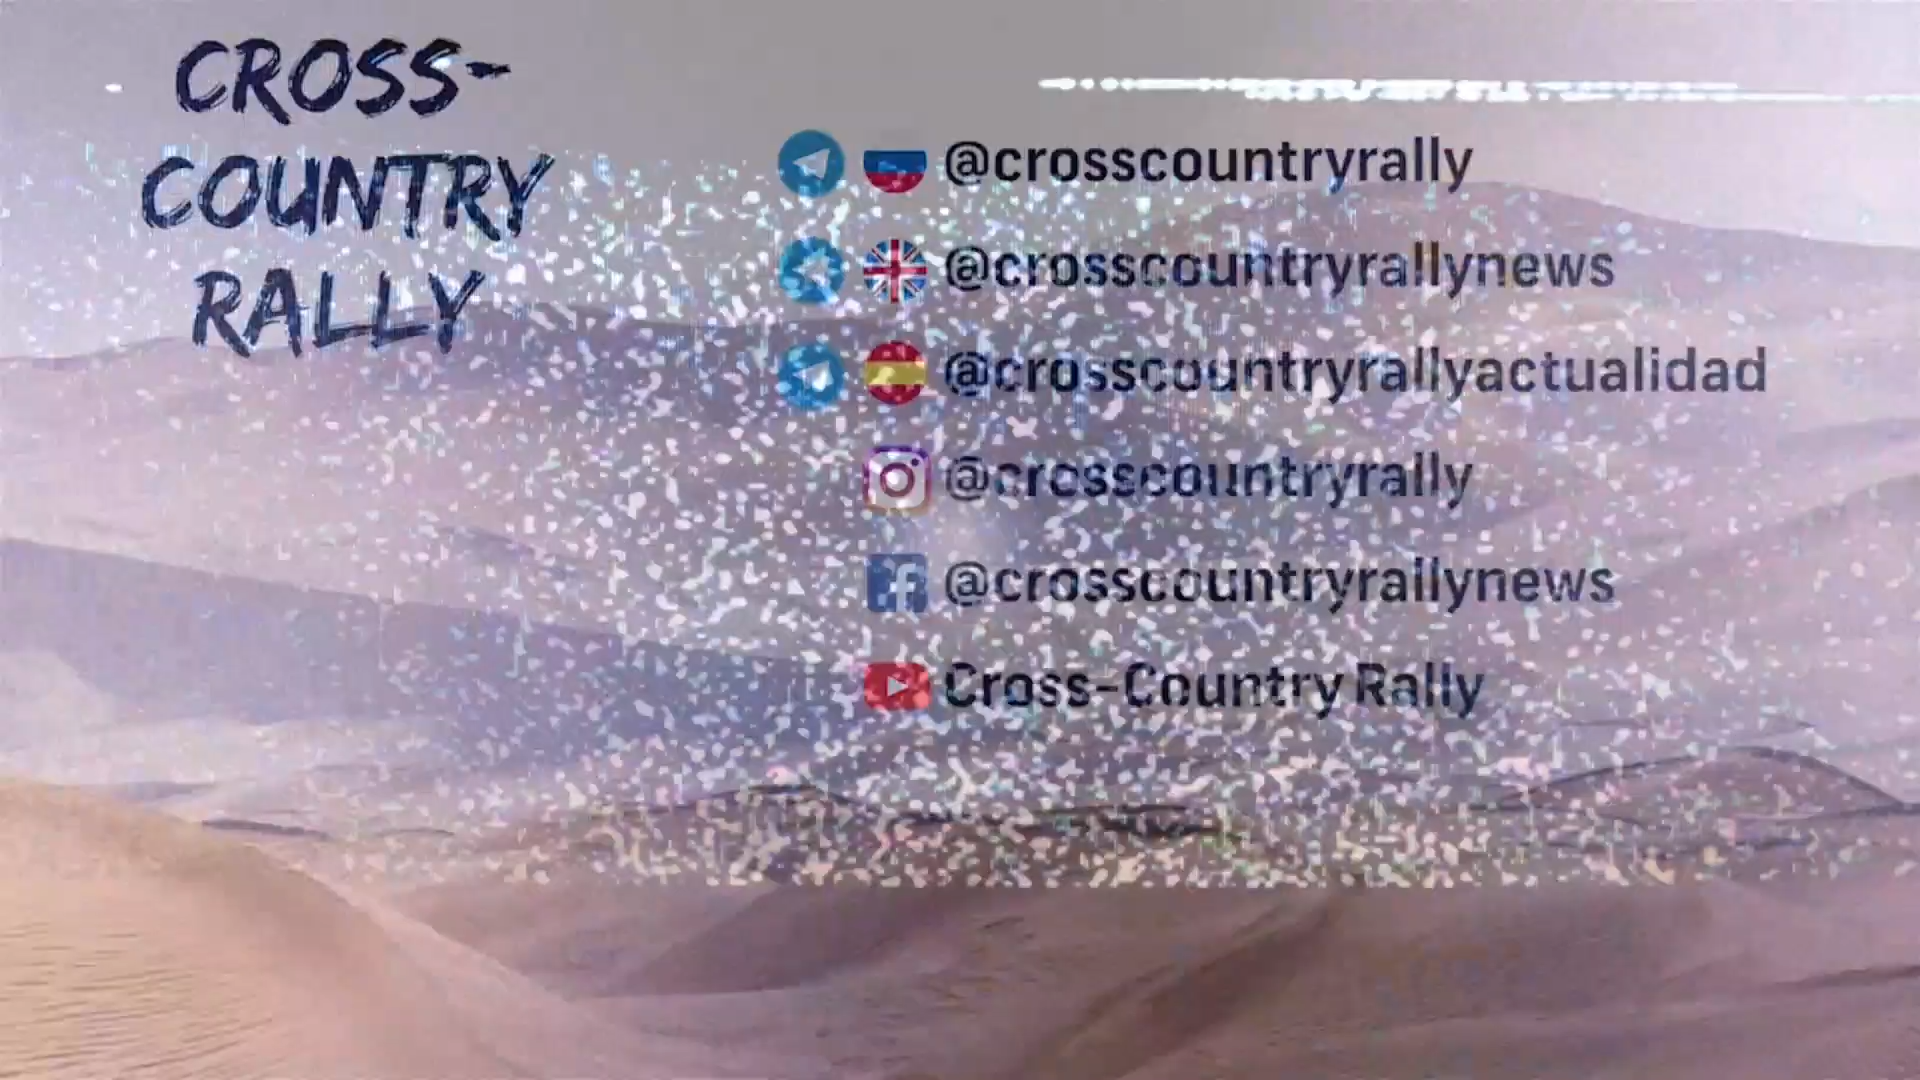 CROSS-
COUNTRY
RALLY
@crosscountryrally
@crosscountryrallynews
@crosscountryrallyactualidad
@crosscountryrally
@crosscountryrallynews
Cross-Country Rally